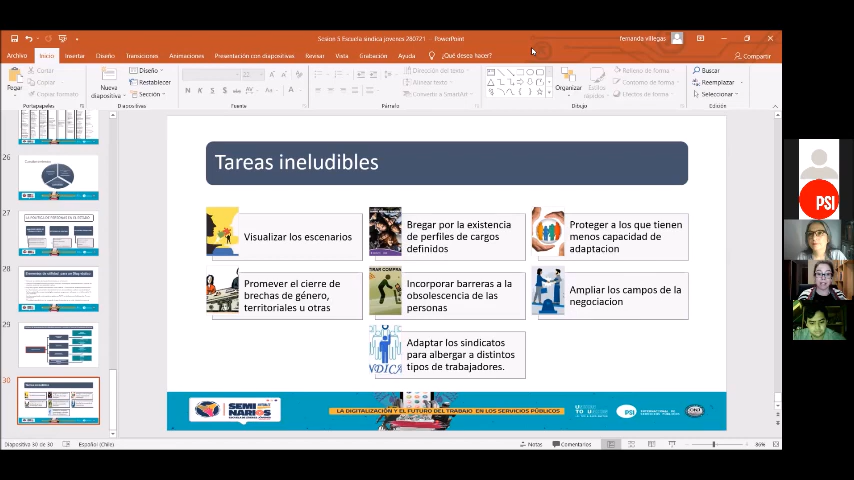 Sesion 5 Escuela sindica jovenes 280721 - PowerPoint
fernanda villegas
Archivo Inicio Insertar Diseño Transiciones Animaciones Presentación con diapositivas Revisar Vista Grabación Ayuda ¿Qué desea hacer? Compartir
Pegar
Cortar
Copiar
Copiar formato
Portapapeles
Nueva diapositiva
Diseño
Restablecer
Sección
Diapositivas
Fuente
Párrafo
Dirección del texto
Alinear texto
Convertir a SmartArt
Organizar
Estilos rápidos
Relleno de forma
Contorno de forma
Efectos de forma
Dibujo
Buscar
Reemplazar
Seleccionar
Edición
26
27
28
29
30
Tareas ineludibles
Visualizar los escenarios
Bregar por la existencia
de perfiles de cargos
definidos
Proteger a los que tienen
menos capacidad de
adaptacion
Promever el cierre de
brechas de género,
territoriales u otras
TRAR COMPRA
Incorporar barreras a la
obsolescencia de las
personas
Ampliar los campos de la
negociacion
NDICA
Adaptar los sindicatos
para albergar a distintos
tipos de trabajadores.
SEMI
NARIOS
LA DIGITALIZACIÓN Y EL FUTURO DEL TRABAJO EN LOS SERVICIOS PÚBLICOS
PSI
PSI
Diapositiva 30 de 30
Español (Chile)
Notas
Comentarios
36%